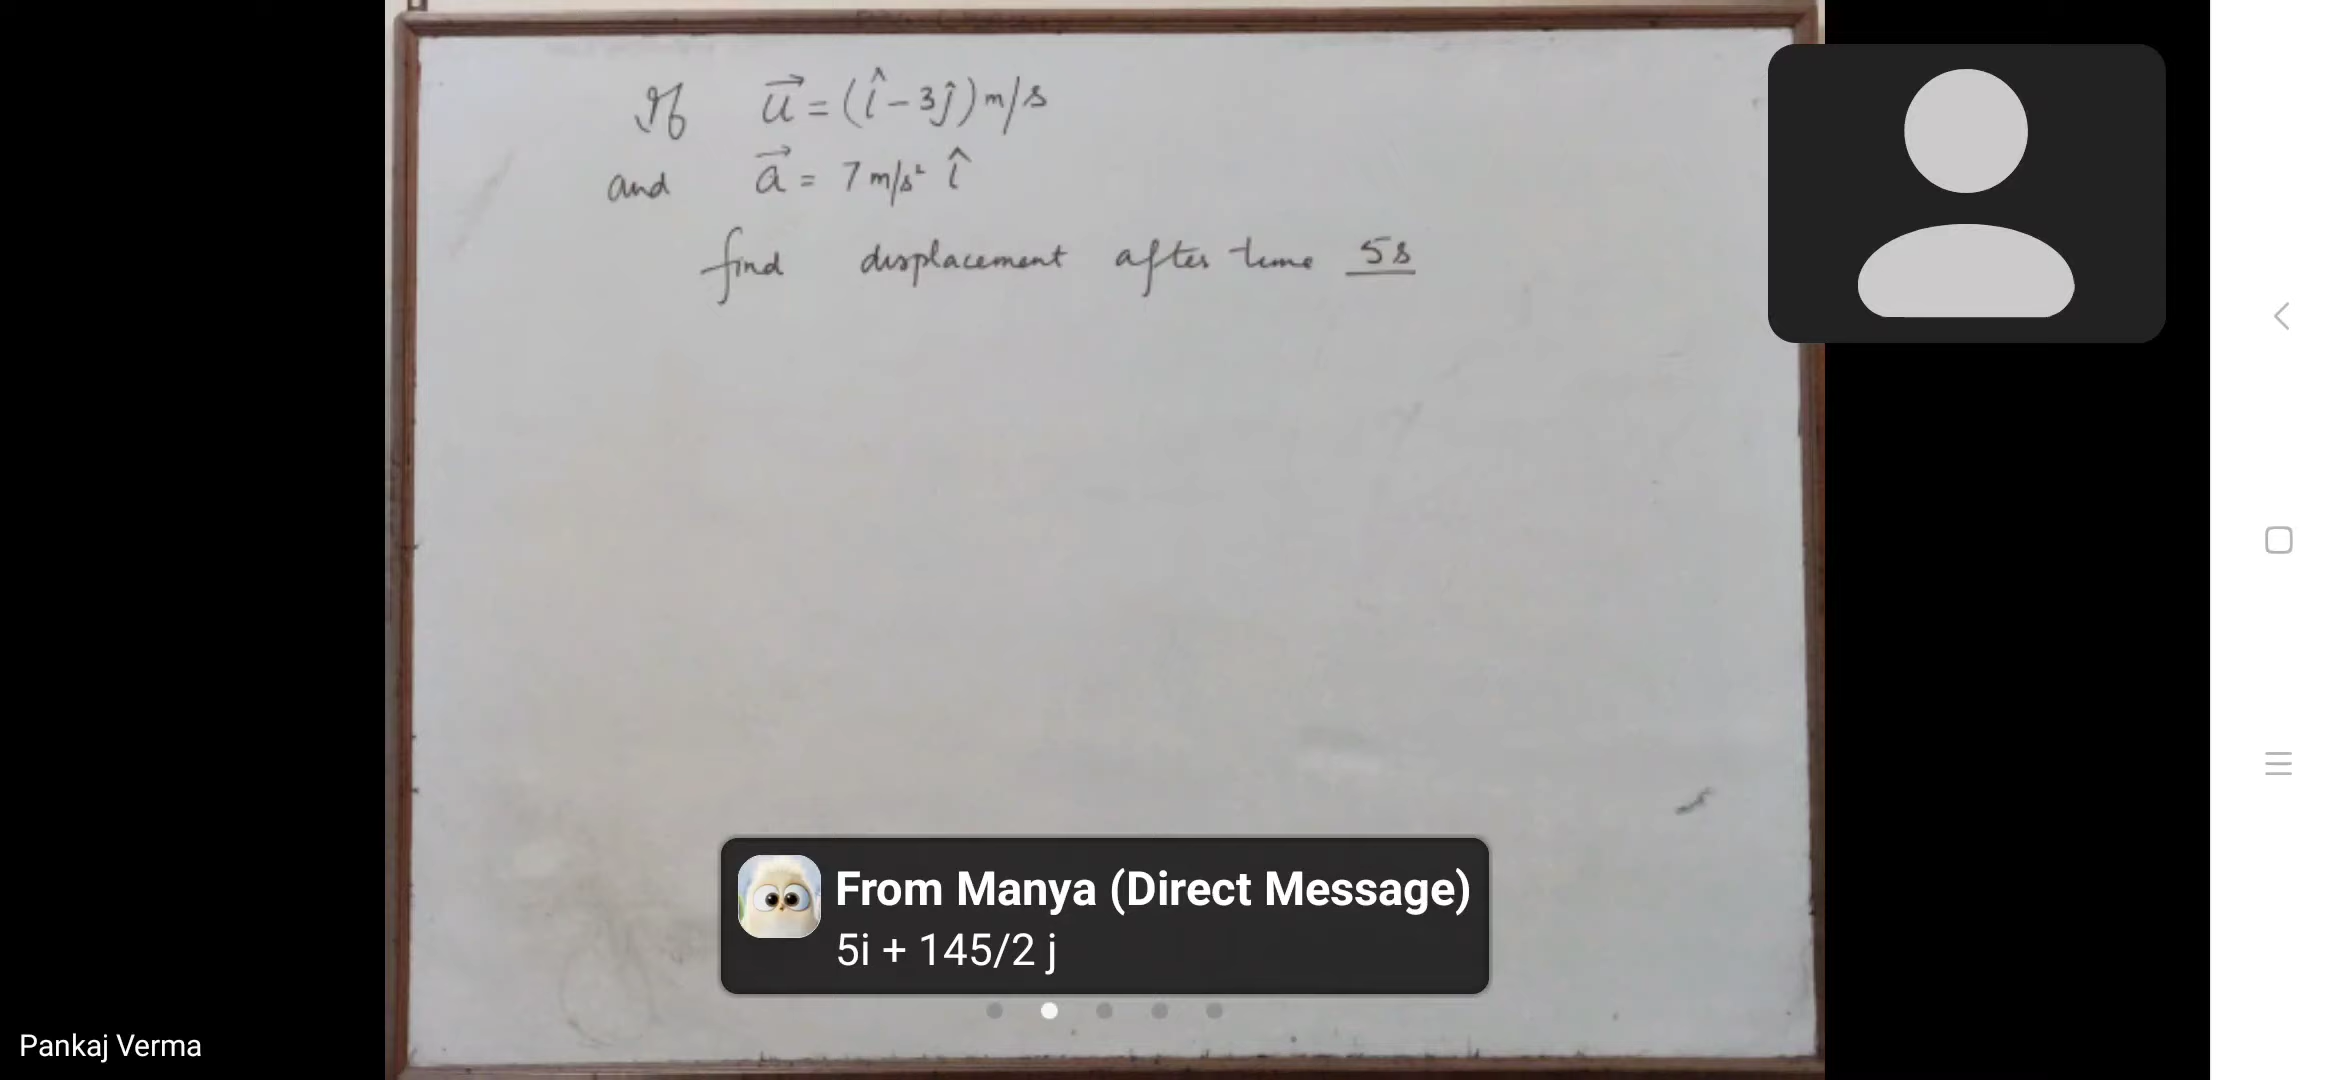 If u⃗ = (î - 3ĵ) m/s
and a⃗ = 7 m/s² î
find displacement after time 5s
From Manya (Direct Message)
5i + 145/2 j
Pankaj Verma